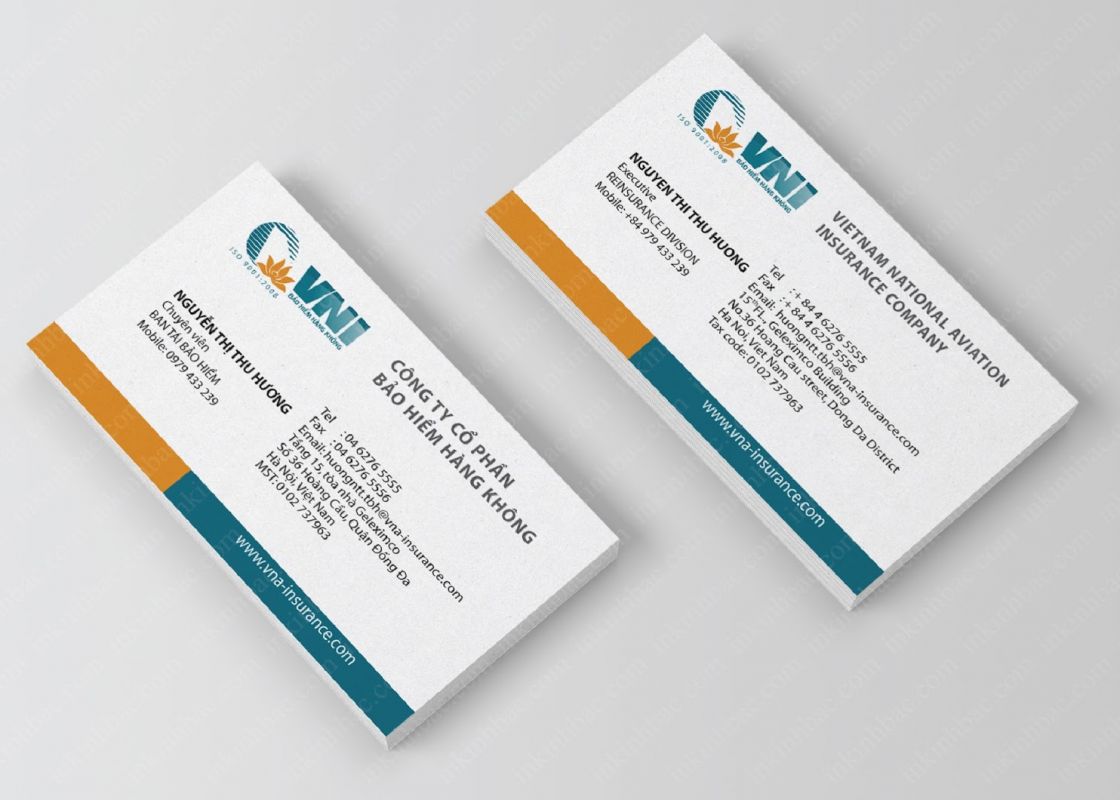 ISO 9001:2008
VNI
BẢO HIỂM HÀNG KHÔNG
CÔNG TY CỔ PHẦN
BẢO HIỂM HÀNG KHÔNG
NGUYỄN THỊ THU HƯƠNG
Chuyên viên
BAN TÁI BẢO HIỂM
Mobile: 0979 433 239
Tel : 04 6276 5555
Fax : 04 6276 5556
Email: huongntt.tbh@vna-insurance.com
Tầng 15, tòa nhà Geleximco
Số 36 Hoàng Cầu, Quận Đống Đa
Hà Nội, Việt Nam
MST: 0102 737963
www.vna-insurance.com
ISO 9001:2008
VNI
BẢO HIỂM HÀNG KHÔNG
VIETNAM NATIONAL AVIATION
INSURANCE COMPANY
NGUYEN THI THU HUONG
Executive
REINSURANCE DIVISION
Mobile: +84 979 433 239
Tel : + 84 4 6276 5555
Fax : + 84 4 6276 5556
Email: huongntt.tbh@vna-insurance.com
15thFL, Geleximco Building
No.36 Hoang Cau street, Dong Da District
Ha Noi, Viet Nam
Tax code: 0102 737963
www.vna-insurance.com
inkinhbac.com